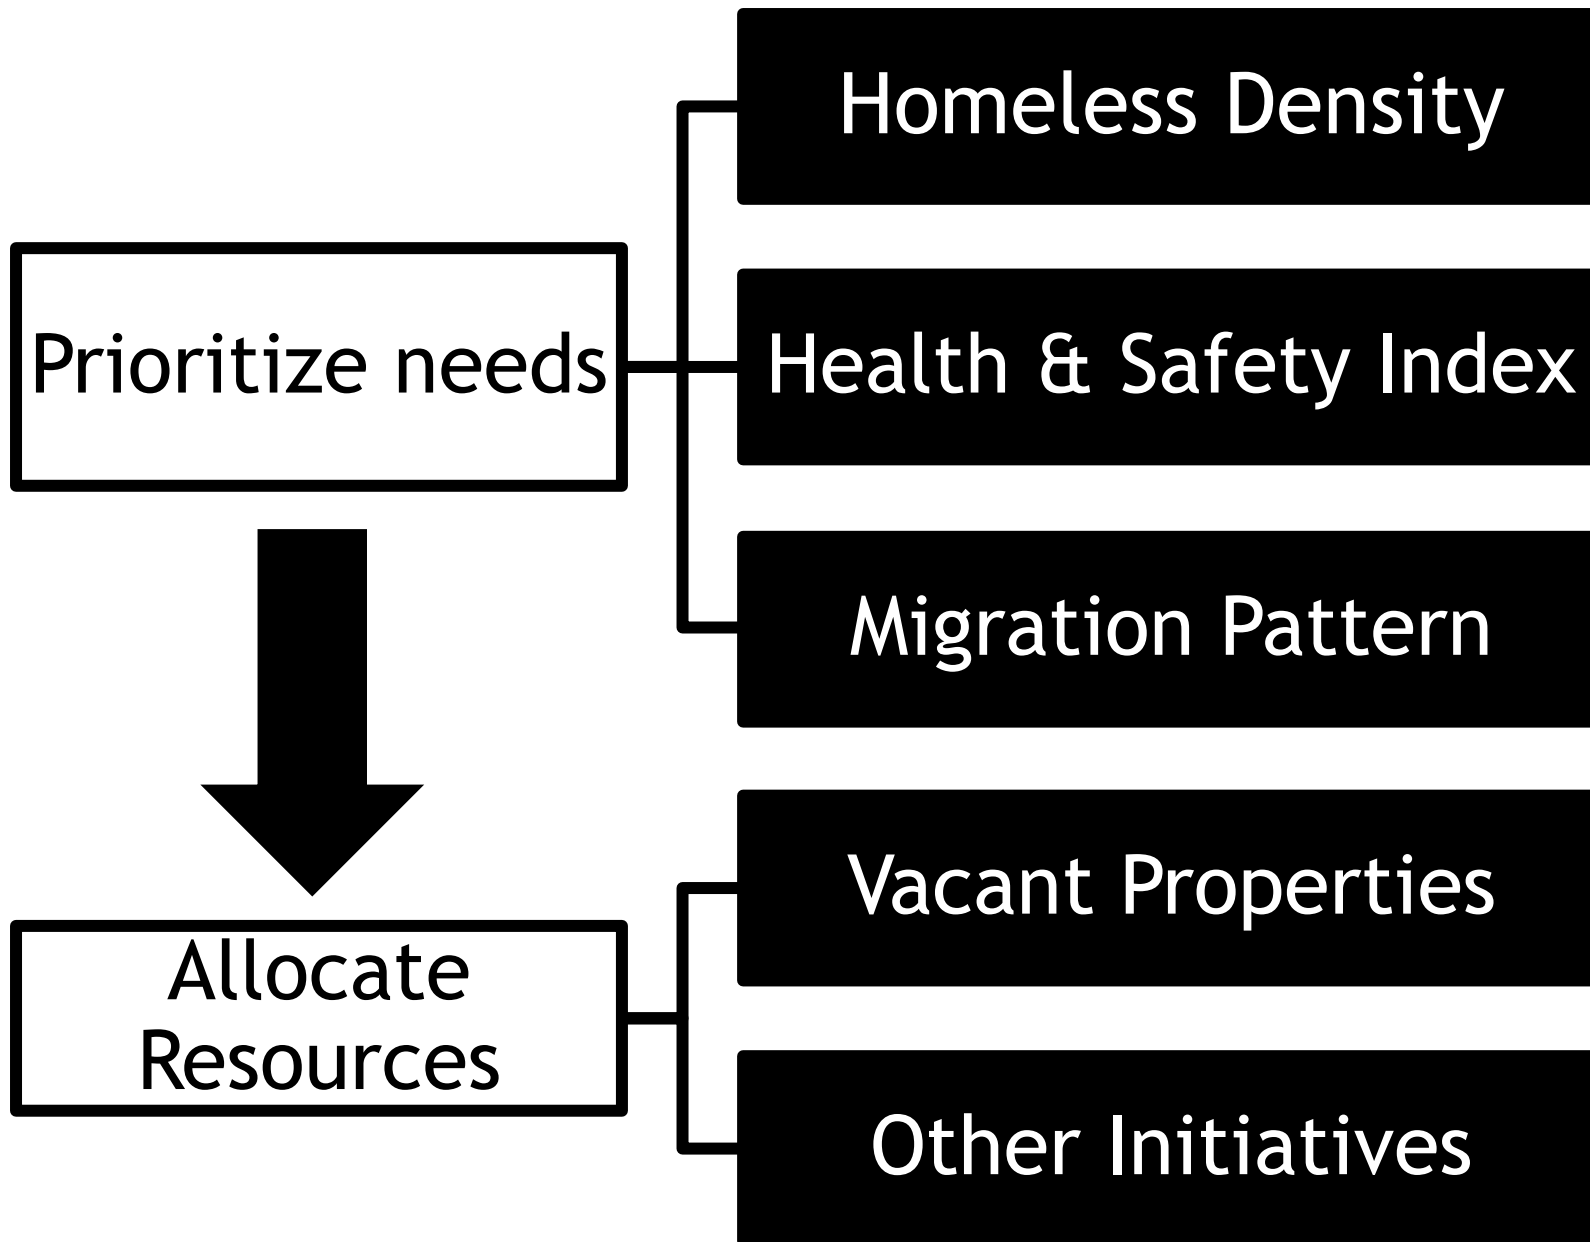 Homeless Density
Prioritize needs
Health & Safety Index
Migration Pattern
Allocate
Resources
Vacant Properties
Other Initiatives